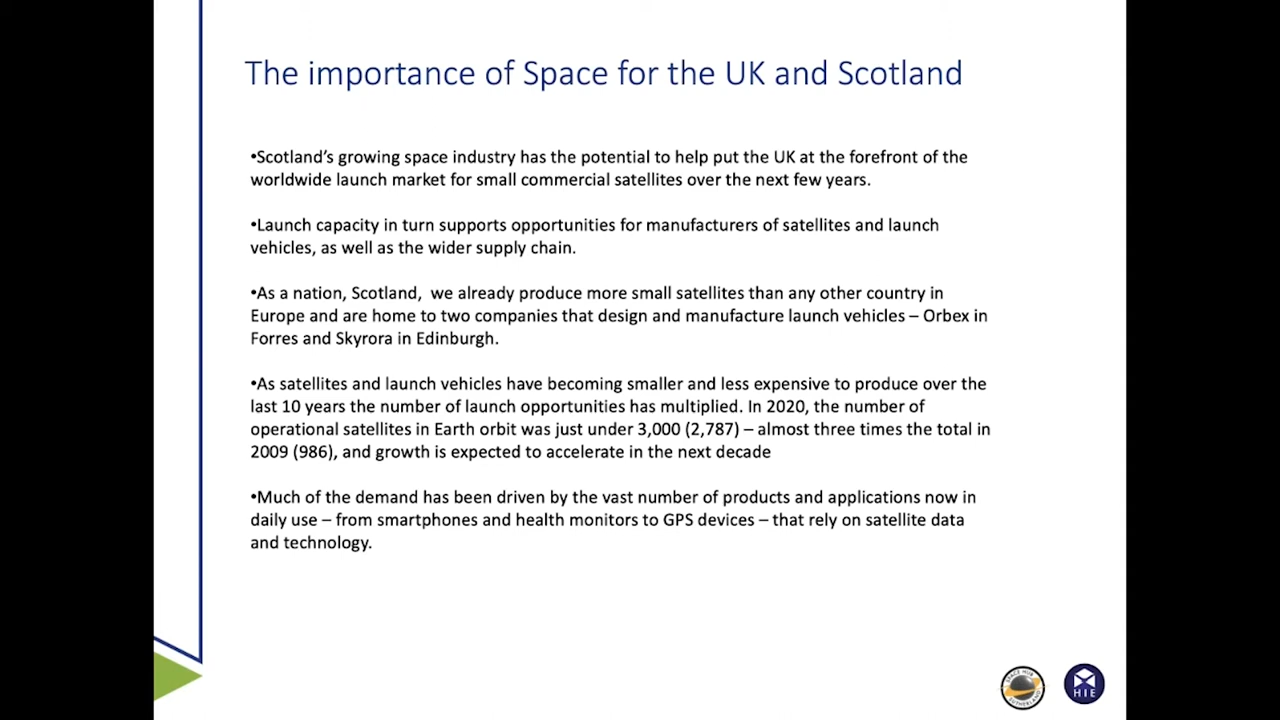 The importance of Space for the UK and Scotland
•Scotland's growing space industry has the potential to help put the UK at the forefront of the
worldwide launch market for small commercial satellites over the next few years.
•Launch capacity in turn supports opportunities for manufacturers of satellites and launch
vehicles, as well as the wider supply chain.
•As a nation, Scotland,  we already produce more small satellites than any other country in
Europe and are home to two companies that design and manufacture launch vehicles – Orbex in
Forres and Skyrora in Edinburgh.
•As satellites and launch vehicles have becoming smaller and less expensive to produce over the
last 10 years the number of launch opportunities has multiplied. In 2020, the number of
operational satellites in Earth orbit was just under 3,000 (2,787) – almost three times the total in
2009 (986), and growth is expected to accelerate in the next decade
•Much of the demand has been driven by the vast number of products and applications now in
daily use – from smartphones and health monitors to GPS devices – that rely on satellite data
and technology.
SPACE HUB
SUTHERLAND
HIE